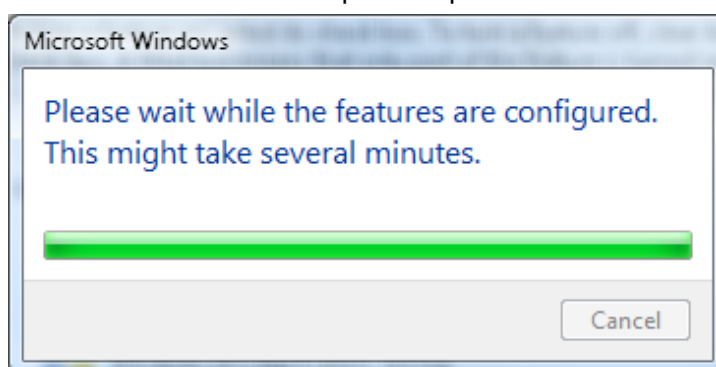 Microsoft Windows
Please wait while the features are configured.
This might take several minutes.
Cancel